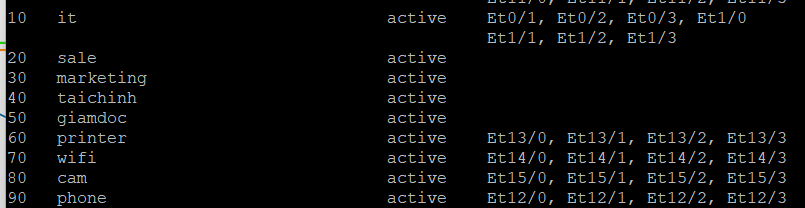 10   it                               active    Et0/1, Et0/2, Et0/3, Et1/0
                                                Et1/1, Et1/2, Et1/3
20   sale                             active
30   marketing                        active
40   taichinh                         active
50   giamdoc                          active
60   printer                          active    Et13/0, Et13/1, Et13/2, Et13/3
70   wifi                             active    Et14/0, Et14/1, Et14/2, Et14/3
80   cam                              active    Et15/0, Et15/1, Et15/2, Et15/3
90   phone                            active    Et12/0, Et12/1, Et12/2, Et12/3